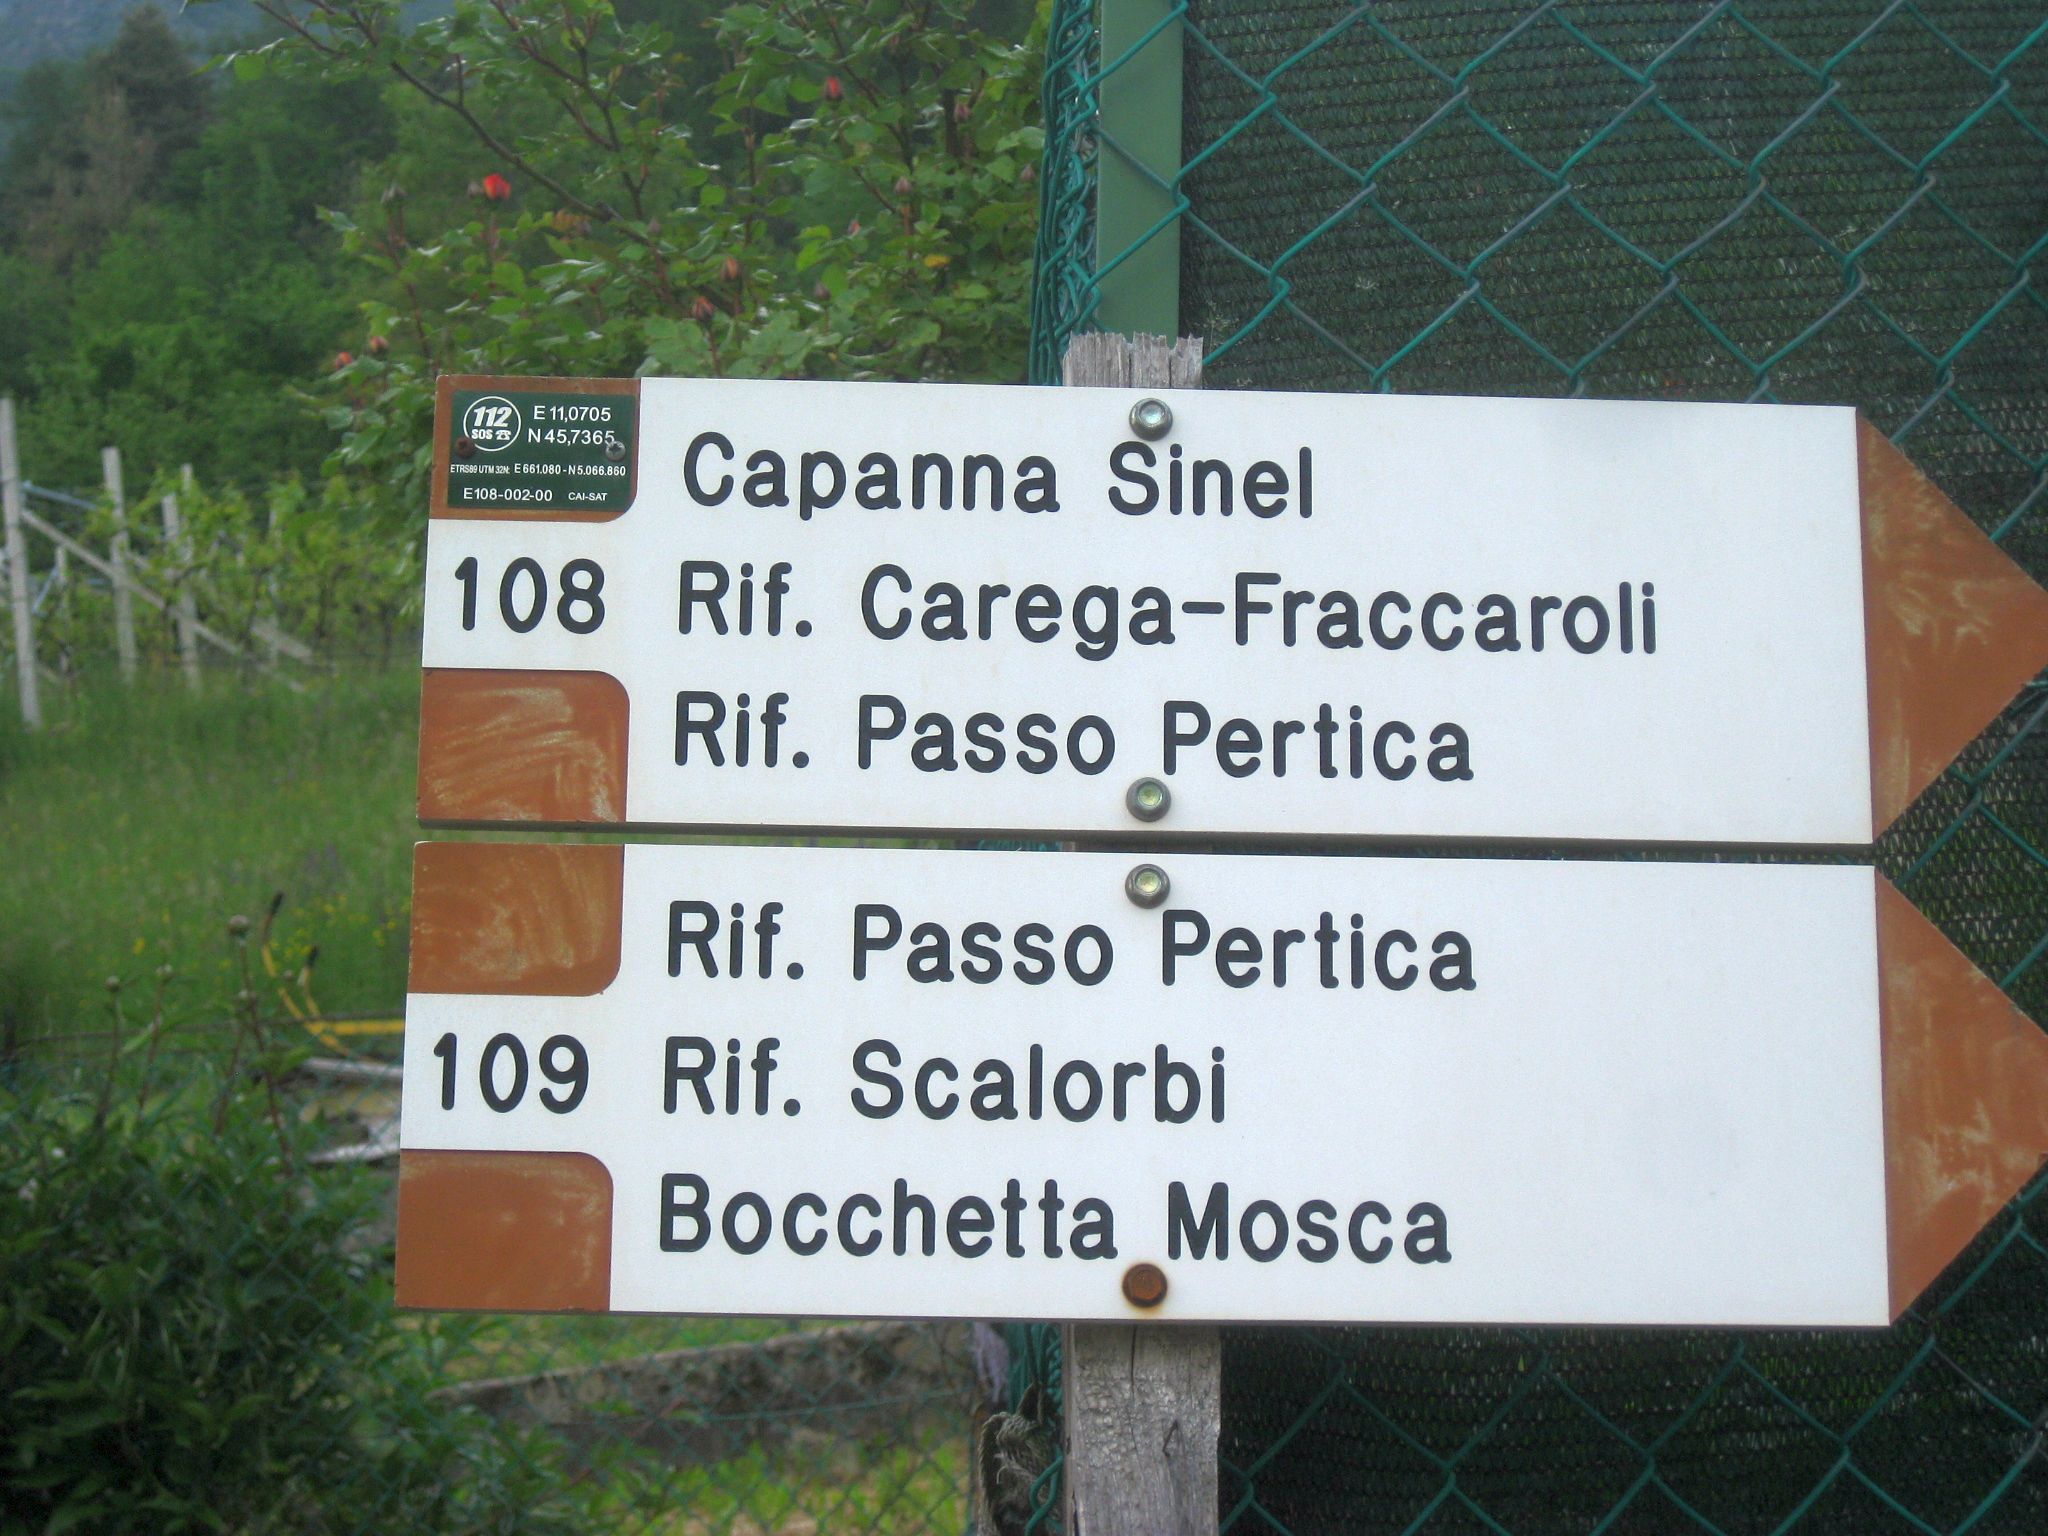 112 E 11,0705
SOS ☎ N 45,7365
ETRS89 UTM 32N: E 661.080 - N 5.066.860
E108-002-00 CAI-SAT
Capanna Sinel
108 Rif. Carega-Fraccaroli
Rif. Passo Pertica
Rif. Passo Pertica
109 Rif. Scalorbi
Bocchetta Mosca